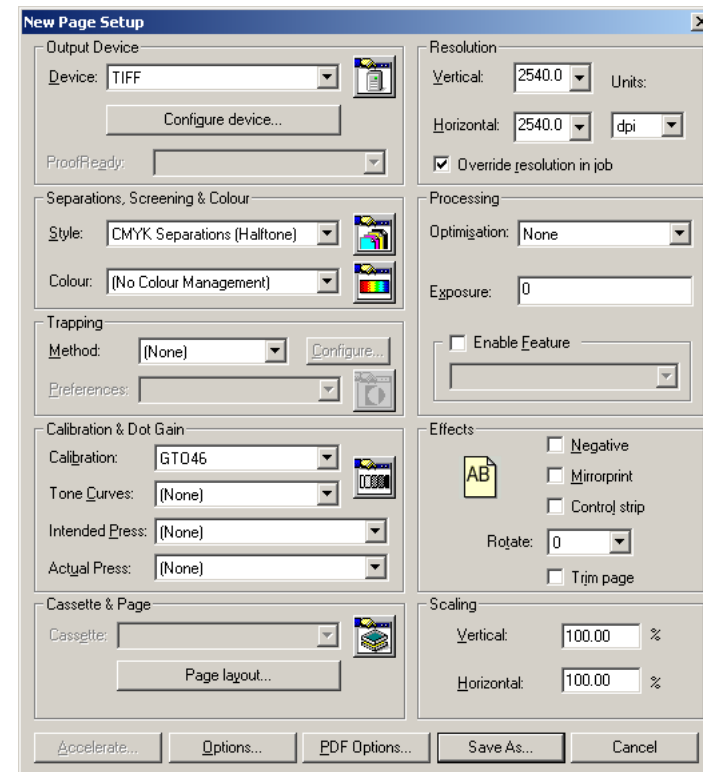 New Page Setup
Output Device
Device: TIFF
Configure device...
ProofReady:
Separations, Screening & Colour
Style: CMYK Separations (Halftone)
Colour: (No Colour Management)
Trapping
Method: (None) Configure...
Preferences:
Calibration & Dot Gain
Calibration: GTO46
Tone Curves: (None)
Intended Press: (None)
Actual Press: (None)
Cassette & Page
Cassette:
Page layout...
Resolution
Vertical: 2540.0 Units:
Horizontal: 2540.0 dpi
Override resolution in job
Processing
Optimisation: None
Exposure: 0
Enable Feature
Effects
AB
Negative
Mirrorprint
Control strip
Rotate: 0
Trim page
Scaling
Vertical: 100.00 %
Horizontal: 100.00 %
Accelerate... Options... PDF Options... Save As... Cancel